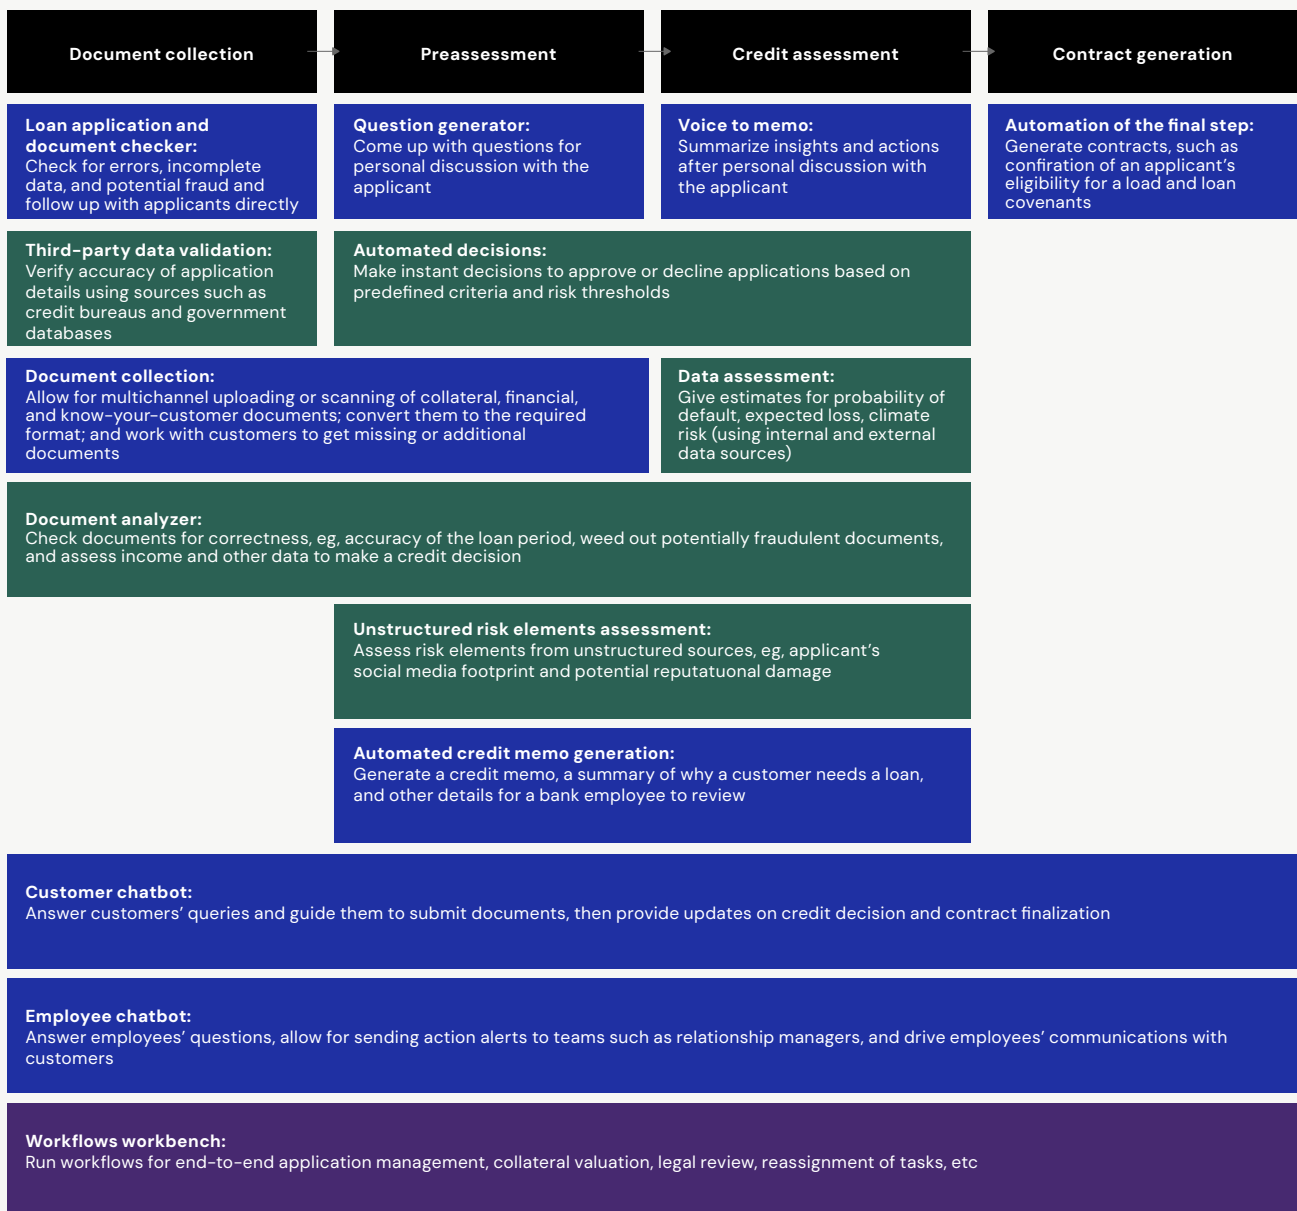 Document collection
Preassessment
Credit assessment
Contract generation
Loan application and
document checker:
Check for errors, incomplete
data, and potential fraud and
follow up with applicants directly
Question generator:
Come up with questions for
personal discussion with the
applicant
Voice to memo:
Summarize insights and actions
after personal discussion with
the applicant
Automation of the final step:
Generate contracts, such as
confiration of an applicant’s
eligibility for a load and loan
covenants
Third-party data validation:
Verify accuracy of application
details using sources such as
credit bureaus and government
databases
Automated decisions:
Make instant decisions to approve or decline applications based on
predefined criteria and risk thresholds
Document collection:
Allow for multichannel uploading or scanning of collateral, financial,
and know-your-customer documents; convert them to the required
format; and work with customers to get missing or additional
documents
Data assessment:
Give estimates for probability of
default, expected loss, climate
risk (using internal and external
data sources)
Document analyzer:
Check documents for correctness, eg, accuracy of the loan period, weed out potentially fraudulent documents,
and assess income and other data to make a credit decision
Unstructured risk elements assessment:
Assess risk elements from unstructured sources, eg, applicant’s
social media footprint and potential reputatuonal damage
Automated credit memo generation:
Generate a credit memo, a summary of why a customer needs a loan,
and other details for a bank employee to review
Customer chatbot:
Answer customers’ queries and guide them to submit documents, then provide updates on credit decision and contract finalization
Employee chatbot:
Answer employees’ questions, allow for sending action alerts to teams such as relationship managers, and drive employees’ communications with
customers
Workflows workbench:
Run workflows for end-to-end application management, collateral valuation, legal review, reassignment of tasks, etc